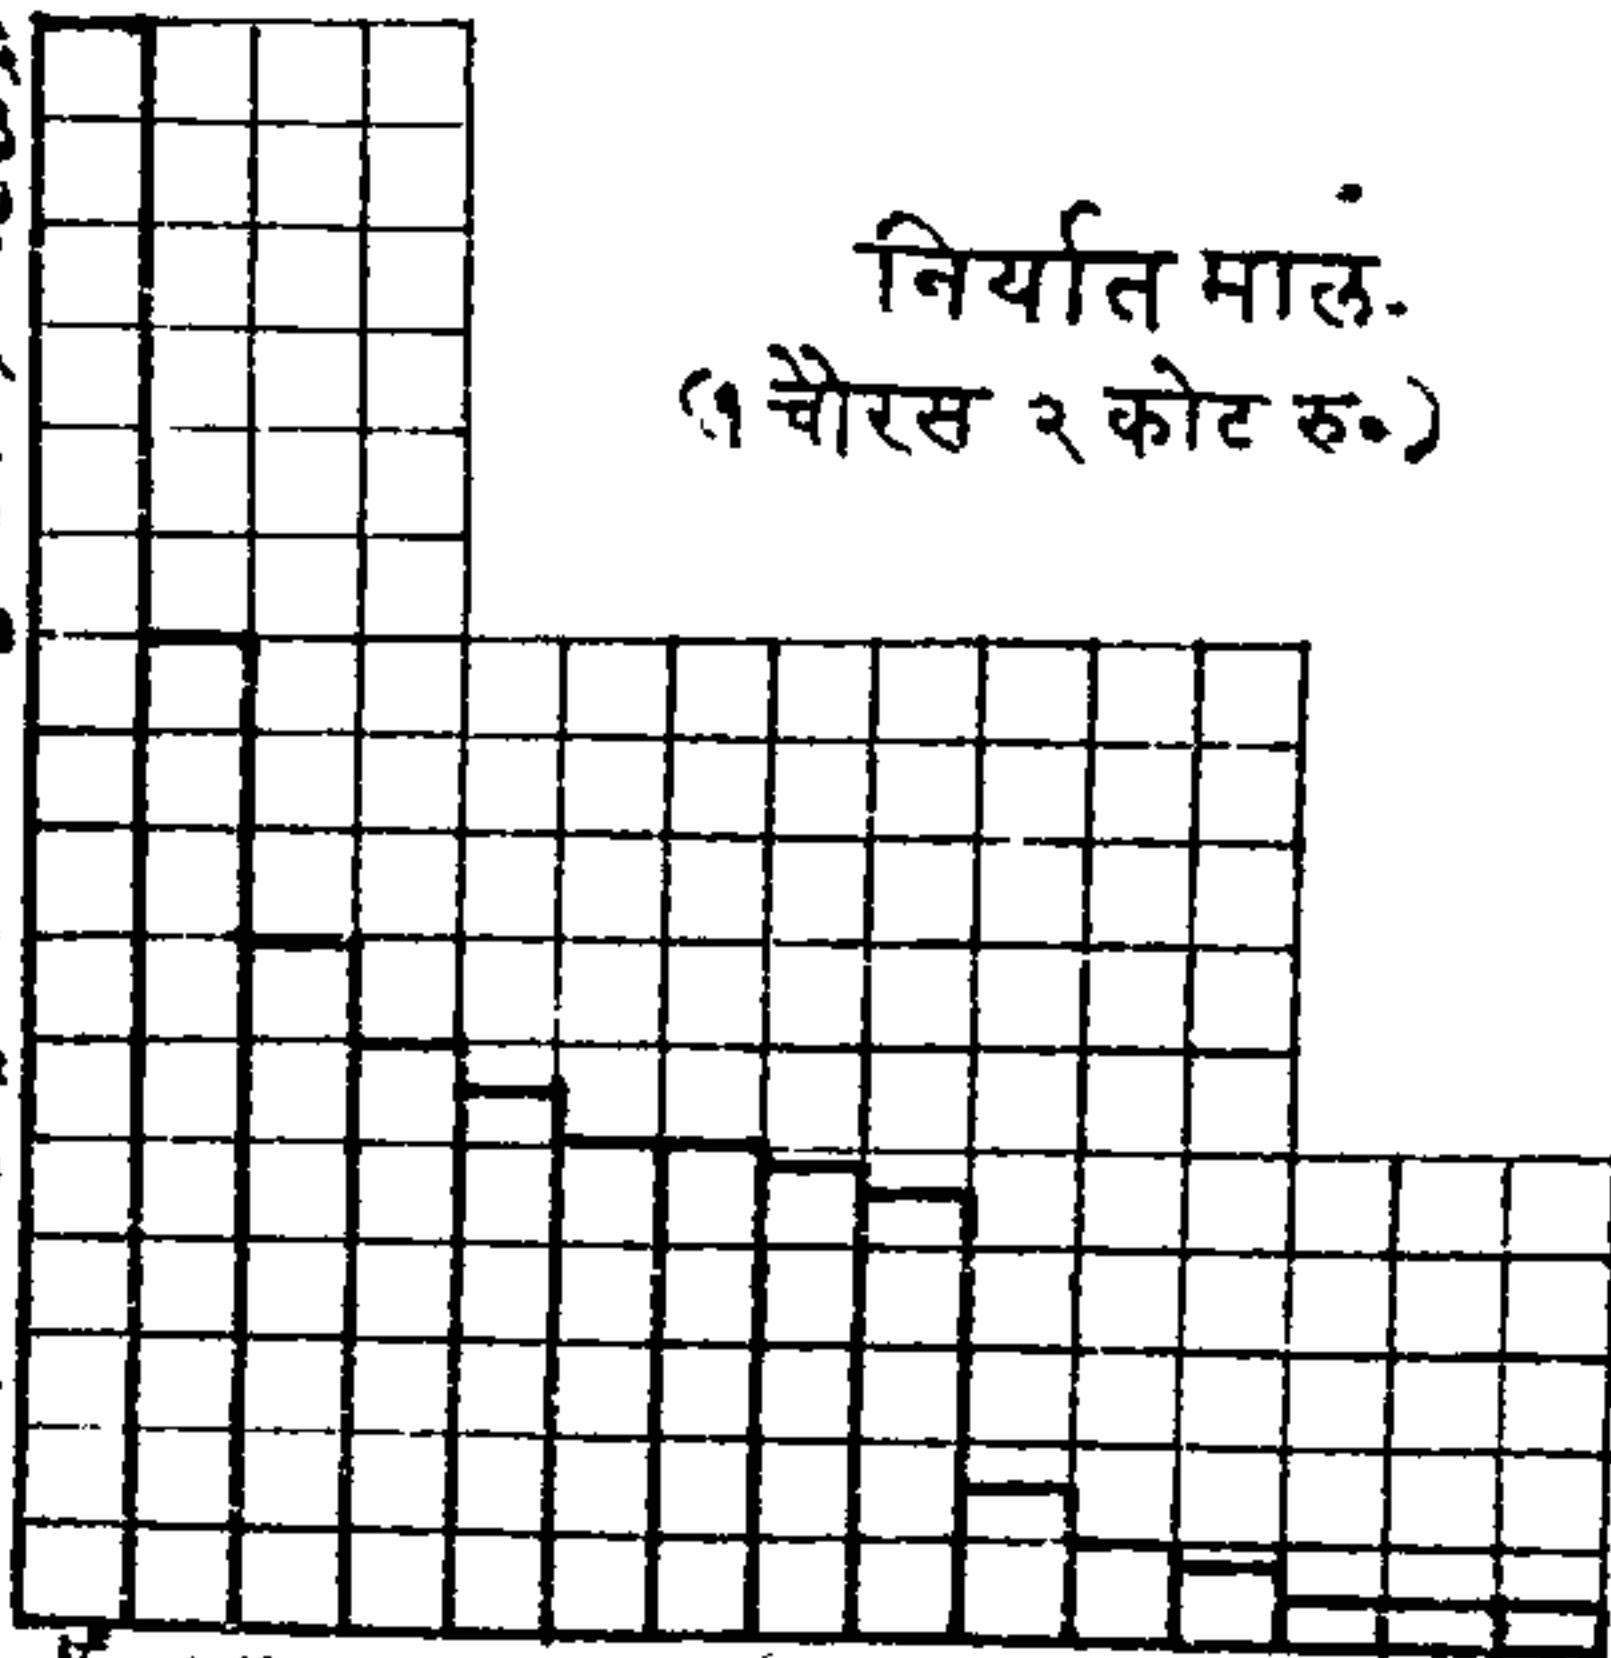 निर्यात माल.
(१ चौरस २ कोट रु०)